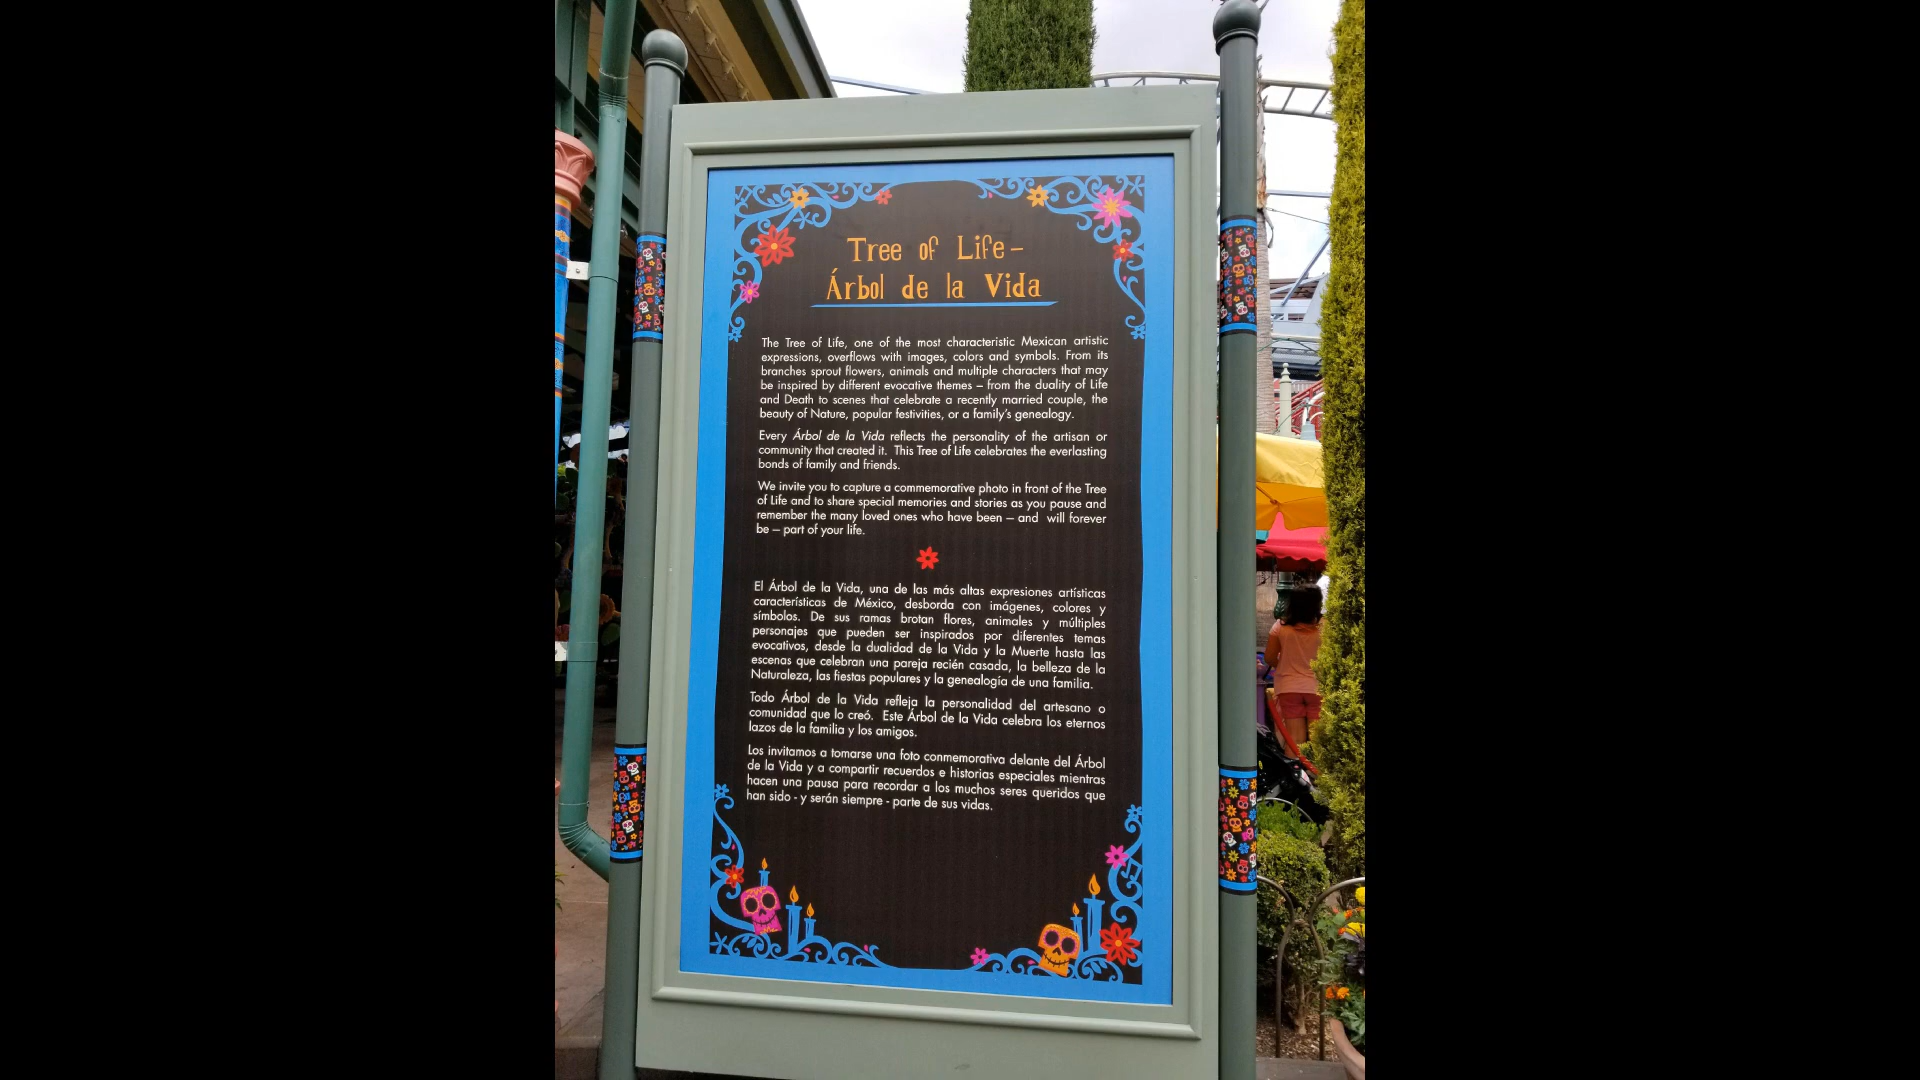 Tree of Life –
Árbol de la Vida
The Tree of Life, one of the most characteristic Mexican artistic
expressions, overflows with images, colors and symbols. From its
branches sprout flowers, animals and multiple characters that may
be inspired by different evocative themes – from the duality of Life
and Death to scenes that celebrate a recently married couple, the
beauty of Nature, popular festivities, or a family's genealogy.
Every Árbol de la Vida reflects the personality of the artisan or
community that created it. This Tree of Life celebrates the everlasting
bonds of family and friends.
We invite you to capture a commemorative photo in front of the Tree
of Life and to share special memories and stories as you pause and
remember the many loved ones who have been – and will forever
be – part of your life.
El Árbol de la Vida, una de las más altas expresiones artísticas
características de México, desborda con imágenes, colores y
símbolos. De sus ramas brotan flores, animales y múltiples
personajes que pueden ser inspirados por diferentes temas
evocativos, desde la dualidad de la Vida y la Muerte hasta las
escenas que celebran una pareja recién casada, la belleza de la
Naturaleza, las fiestas populares y la genealogía de una familia.
Todo Árbol de la Vida refleja la personalidad del artesano o
comunidad que lo creó. Este Árbol de la Vida celebra los eternos
lazos de la familia y los amigos.
Los invitamos a tomarse una foto conmemorativa delante del Árbol
de la Vida y a compartir recuerdos e historias especiales mientras
hacen una pausa para recordar a los muchos seres queridos que
han sido - y serán siempre - parte de sus vidas.